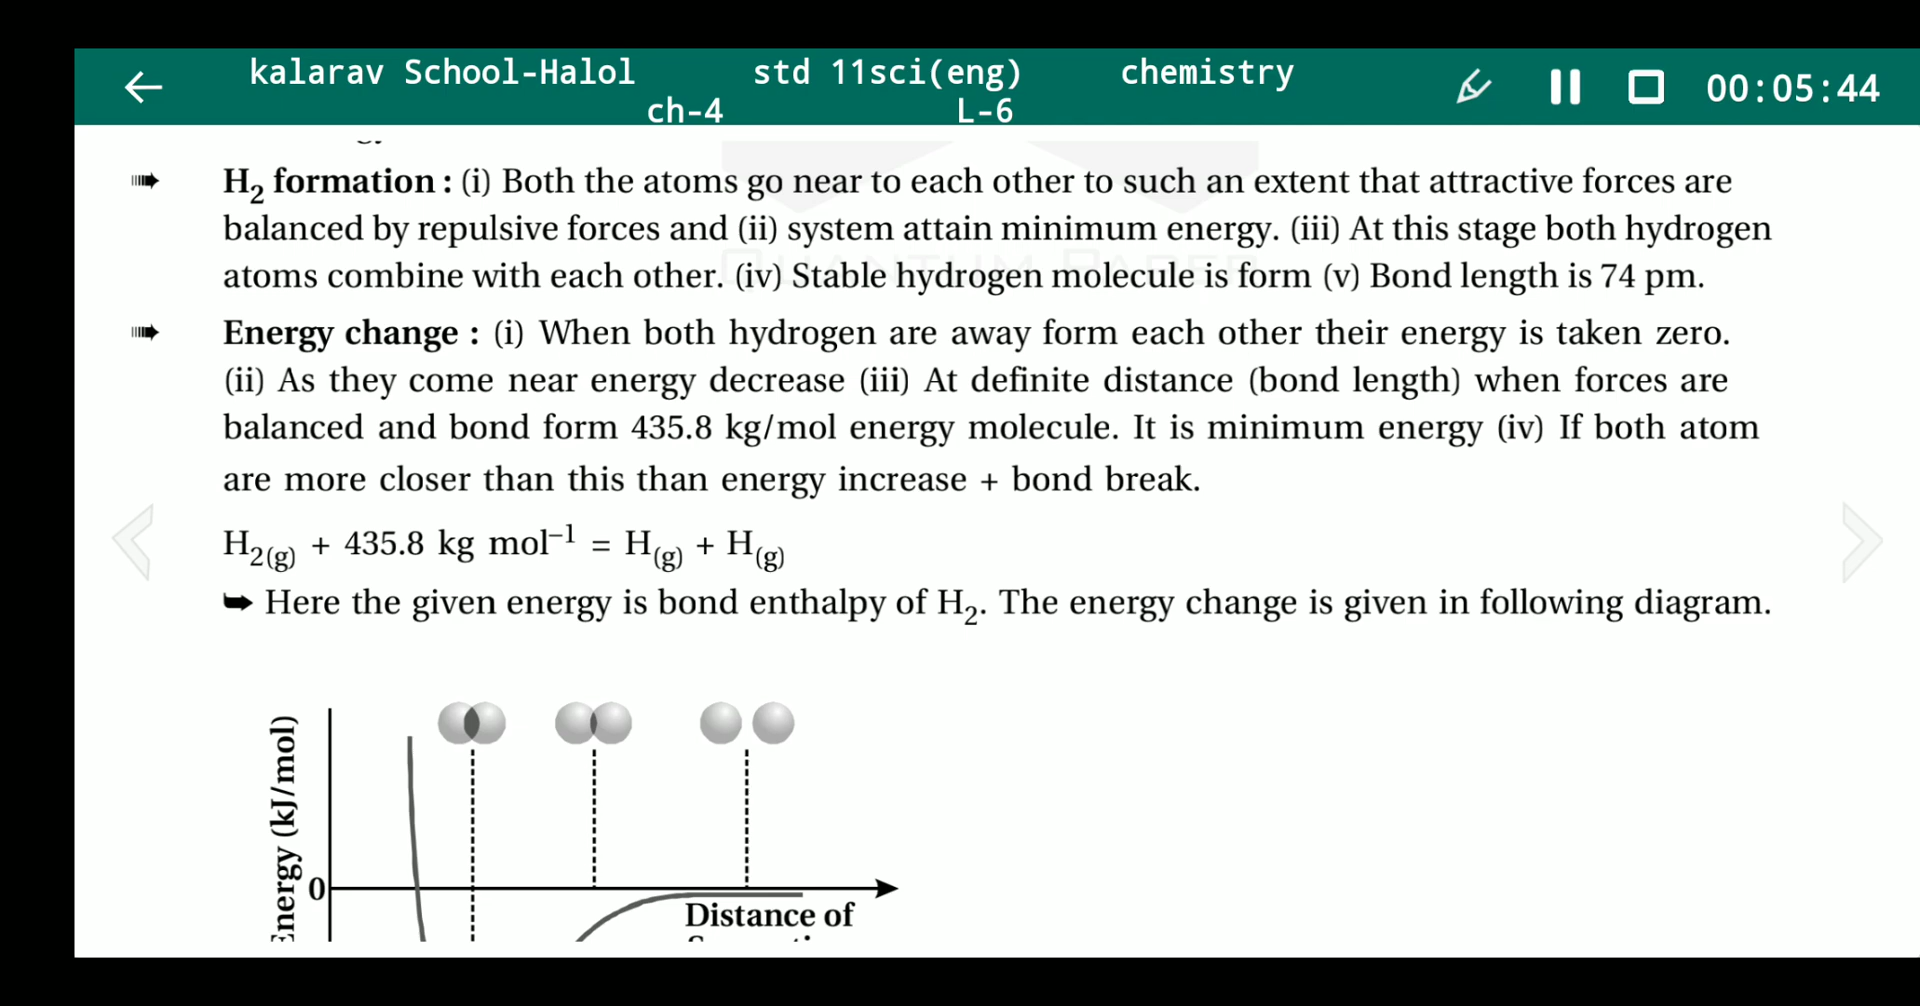 kalarav School-Halol std 11sci(eng) chemistry
ch-4 L-6
00:05:44
H₂ formation : (i) Both the atoms go near to each other to such an extent that attractive forces are
balanced by repulsive forces and (ii) system attain minimum energy. (iii) At this stage both hydrogen
atoms combine with each other. (iv) Stable hydrogen molecule is form (v) Bond length is 74 pm.
QUANTUM PAPER
Energy change : (i) When both hydrogen are away form each other their energy is taken zero.
(ii) As they come near energy decrease (iii) At definite distance (bond length) when forces are
balanced and bond form 435.8 kg/mol energy molecule. It is minimum energy (iv) If both atom
are more closer than this than energy increase + bond break.
H₂(g) + 435.8 kg mol⁻¹ = H(g) + H(g)
➥ Here the given energy is bond enthalpy of H₂. The energy change is given in following diagram.
Energy (kJ/mol)
0
Distance of